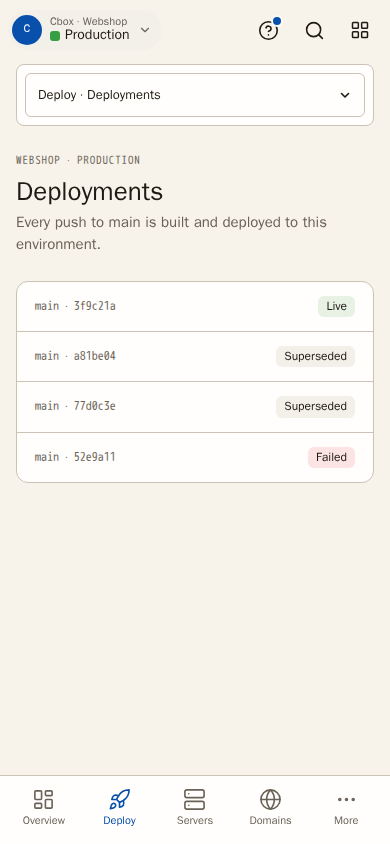 C
Cbox · Webshop
Production
Deploy · Deployments
WEBSHOP · PRODUCTION
Deployments
Every push to main is built and deployed to this
environment.
main · 3f9c21a
Live
main · a81be04
Superseded
main · 77d0c3e
Superseded
main · 52e9a11
Failed
Overview
Deploy
Servers
Domains
More